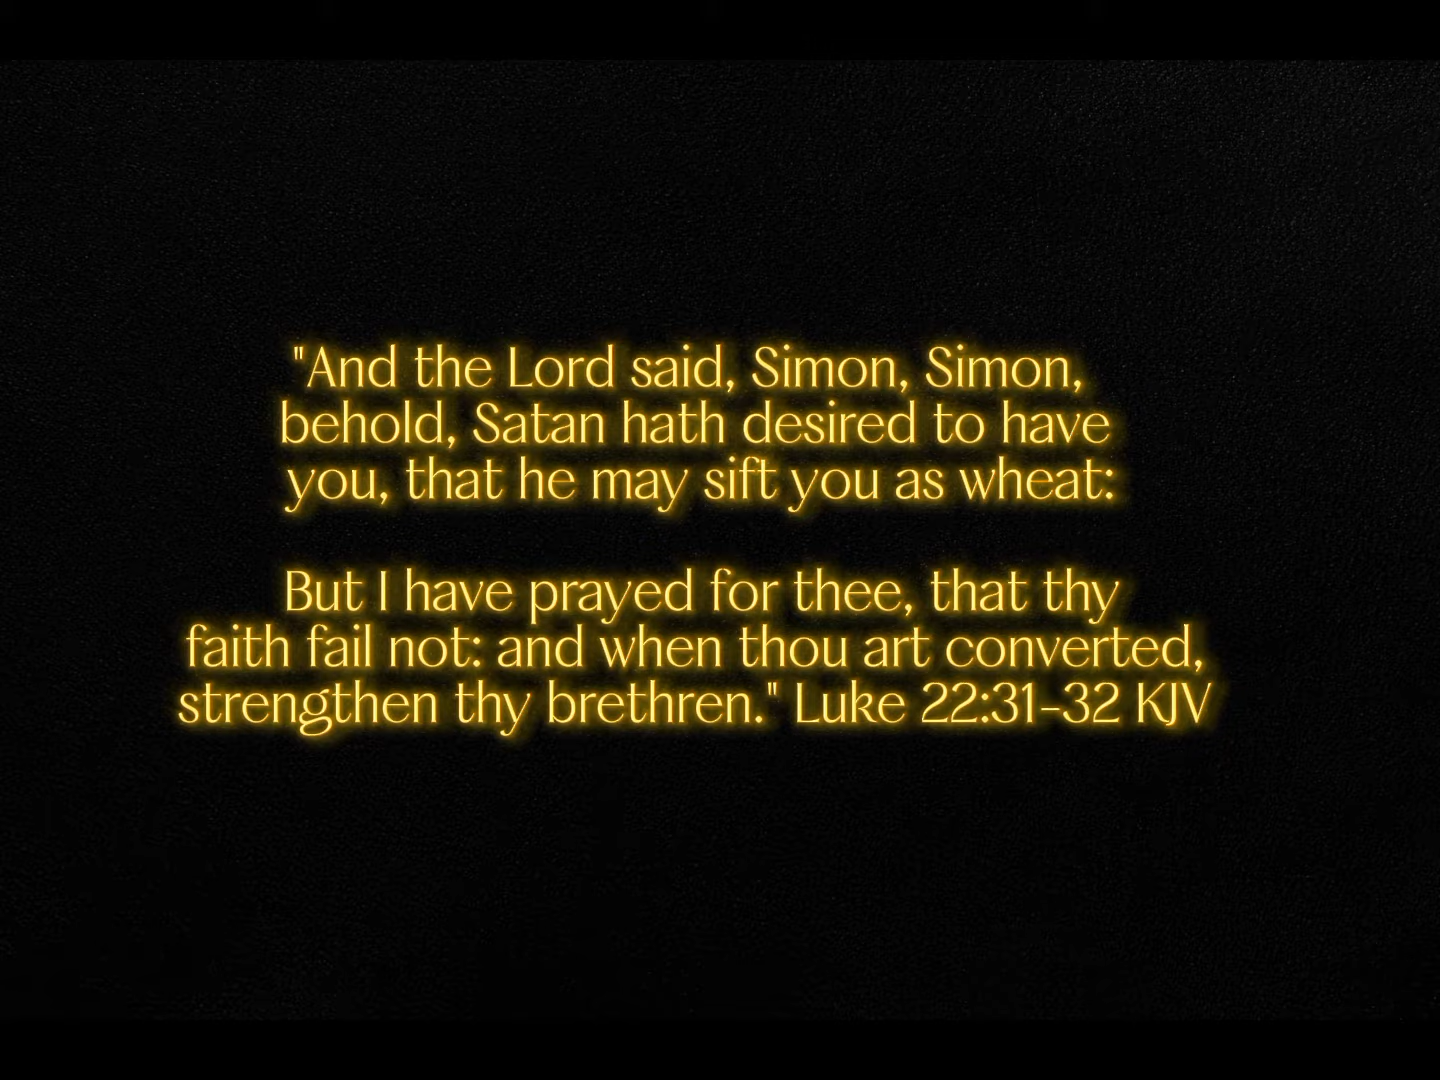 "And the Lord said, Simon, Simon,
behold, Satan hath desired to have
you, that he may sift you as wheat:
But I have prayed for thee, that thy
faith fail not: and when thou art converted,
strengthen thy brethren." Luke 22:31-32 KJV